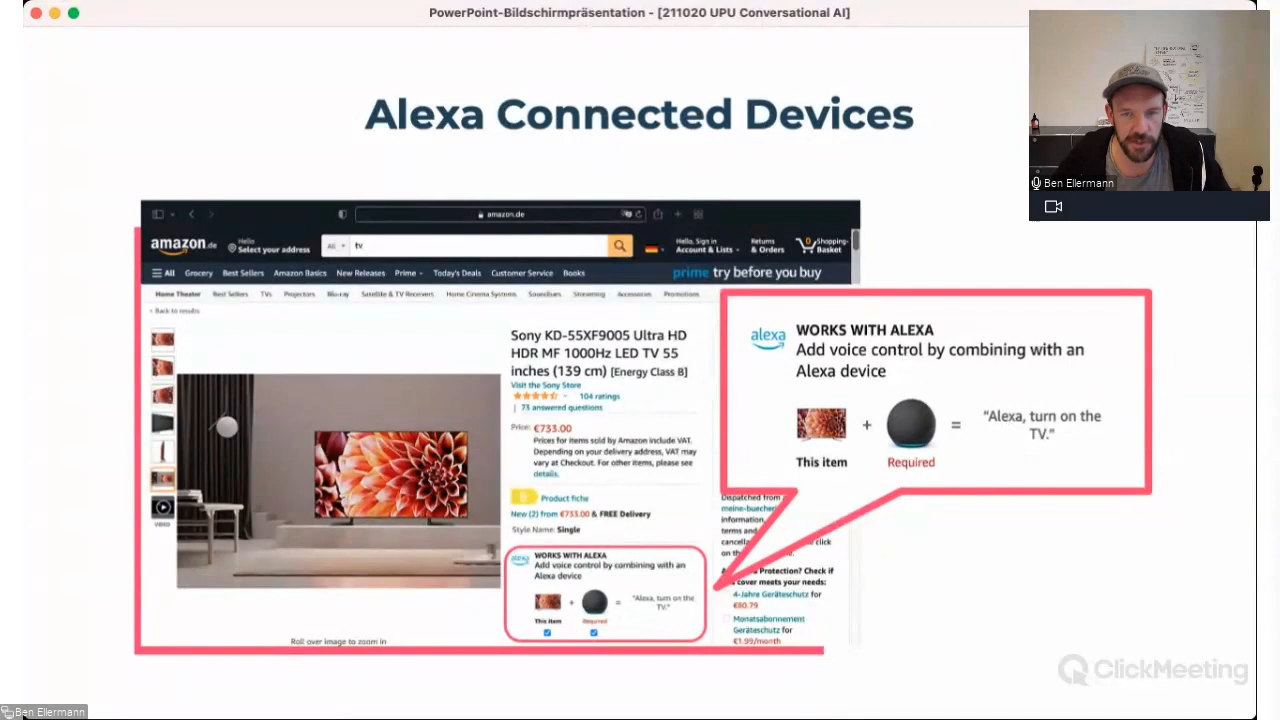 PowerPoint-Bildschirmpräsentation - [211020 UPU Conversational AI]
Alexa Connected Devices
Ben Ellermann
amazon.de
amazon.de
Hello
Select your address
All
tv
Hello, Sign in
Account & Lists
Returns
& Orders
0
Shopping-
Basket
All
Grocery
Best Sellers
Amazon Basics
New Releases
Prime
Today's Deals
Customer Service
Books
prime try before you buy
Home Theater
Best Sellers
TVs
Projectors
Blu-ray
Satellite & TV Receivers
Home Cinema Systems
Soundbars
Streaming
Accessories
Promotions
‹ Back to results
VIDEO
Roll over image to zoom in
Sony KD-55XF9005 Ultra HD
HDR MF 1000Hz LED TV 55
inches (139 cm) [Energy Class B]
Visit the Sony Store
104 ratings
| 73 answered questions
Price: €733.00
Prices for items sold by Amazon include VAT.
Depending on your delivery address, VAT may
vary at Checkout. For other items, please see
details.
Product fiche
New (2) from €733.00 & FREE Delivery
Style Name: Single
alexa
WORKS WITH ALEXA
Add voice control by combining with an
Alexa device
+
=
"Alexa, turn on the
TV."
This item
Required
alexa
WORKS WITH ALEXA
Add voice control by combining with an
Alexa device
+
=
“Alexa, turn on the
TV.”
This item
Required
Dispatched from
meine-buecher
information,
terms and
click
on the
Protection? Check if
cover meets your needs:
4-Jahre Geräteschutz for
€80.79
Monatsabonnement
Geräteschutz for
€1.99/month
ClickMeeting
Ben Ellermann